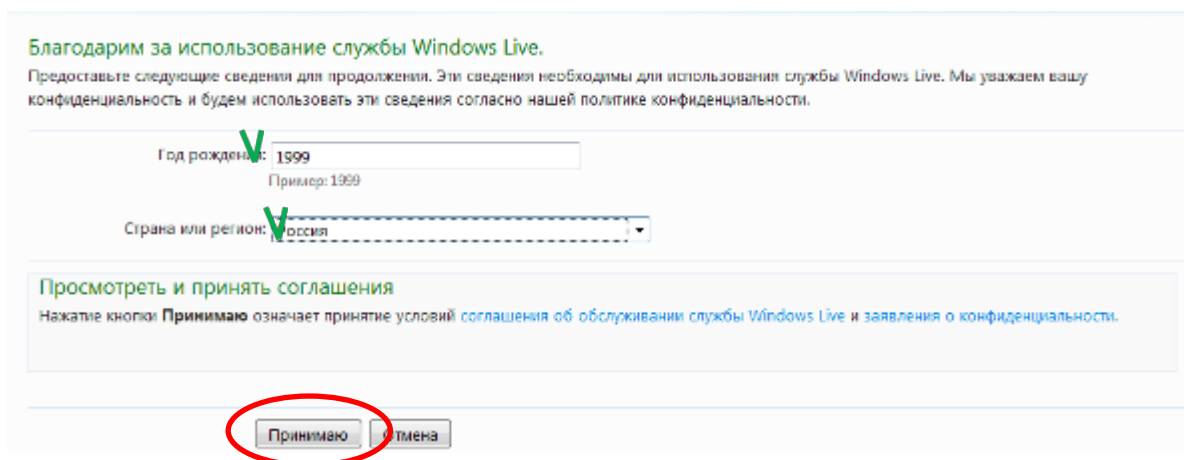 Благодарим за использование службы Windows Live.
Предоставьте следующие сведения для продолжения. Эти сведения необходимы для использования службы Windows Live. Мы уважаем вашу
конфиденциальность и будем использовать эти сведения согласно нашей политике конфиденциальности.
Год рождения: 1999
Пример: 1999
Страна или регион: Россия
Просмотреть и принять соглашения
Нажатие кнопки Принимаю означает принятие условий соглашения об обслуживании службы Windows Live и заявления о конфиденциальности.
Принимаю Отмена